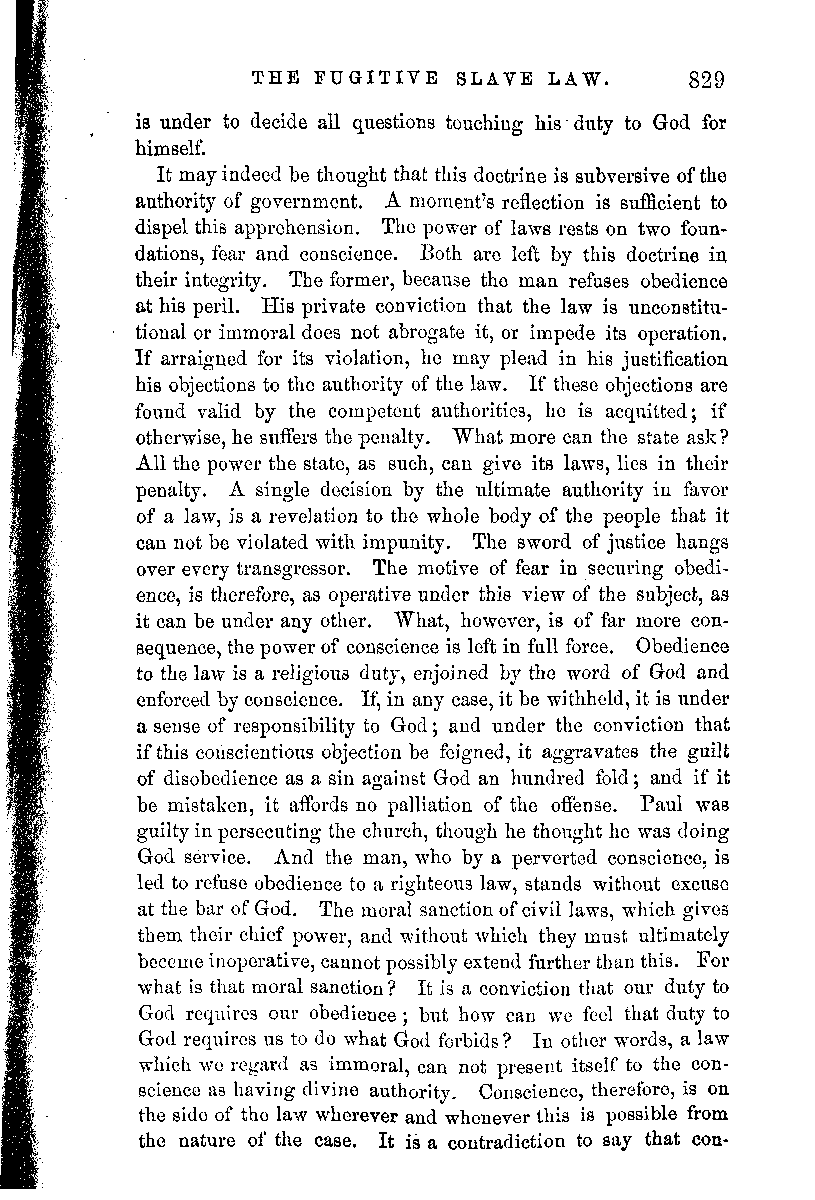 THE FUGITIVE SLAVE LAW. 829
is under to decide all questions touching his duty to God for
himself.
It may indeed be thought that this doctrine is subversive of the
authority of government. A moment's reflection is sufficient to
dispel this apprehension. The power of laws rests on two foun-
dations, fear and conscience. Both are left by this doctrine in
their integrity. The former, because the man refuses obedience
at his peril. His private conviction that the law is unconstitu-
tional or immoral does not abrogate it, or impede its operation.
If arraigned for its violation, he may plead in his justification
his objections to the authority of the law. If these objections are
found valid by the competent authorities, he is acquitted; if
otherwise, he suffers the penalty. What more can the state ask?
All the power the state, as such, can give its laws, lies in their
penalty. A single decision by the ultimate authority in favor
of a law, is a revelation to the whole body of the people that it
can not be violated with impunity. The sword of justice hangs
over every transgressor. The motive of fear in securing obedi-
ence, is therefore, as operative under this view of the subject, as
it can be under any other. What, however, is of far more con-
sequence, the power of conscience is left in full force. Obedience
to the law is a religious duty, enjoined by the word of God and
enforced by conscience. If, in any case, it be withheld, it is under
a sense of responsibility to God; and under the conviction that
if this conscientious objection be feigned, it aggravates the guilt
of disobedience as a sin against God an hundred fold; and if it
be mistaken, it affords no palliation of the offense. Paul was
guilty in persecuting the church, though he thought he was doing
God service. And the man, who by a perverted conscience, is
led to refuse obedience to a righteous law, stands without excuse
at the bar of God. The moral sanction of civil laws, which gives
them their chief power, and without which they must ultimately
become inoperative, cannot possibly extend further than this. For
what is that moral sanction? It is a conviction that our duty to
God requires our obedience; but how can we feel that duty to
God requires us to do what God forbids? In other words, a law
which we regard as immoral, can not present itself to the con-
science as having divine authority. Conscience, therefore, is on
the side of the law wherever and whenever this is possible from
the nature of the case. It is a contradiction to say that con-